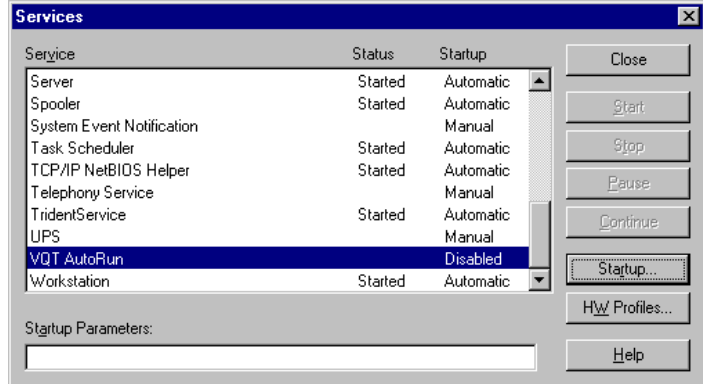 Services
Service Status Startup
Server Started Automatic
Spooler Started Automatic
System Event Notification Manual
Task Scheduler Started Automatic
TCP/IP NetBIOS Helper Started Automatic
Telephony Service Manual
TridentService Started Automatic
UPS Manual
VQT AutoRun Disabled
Workstation Started Automatic
Startup Parameters:
Close
Start
Stop
Pause
Continue
Startup...
HW Profiles...
Help